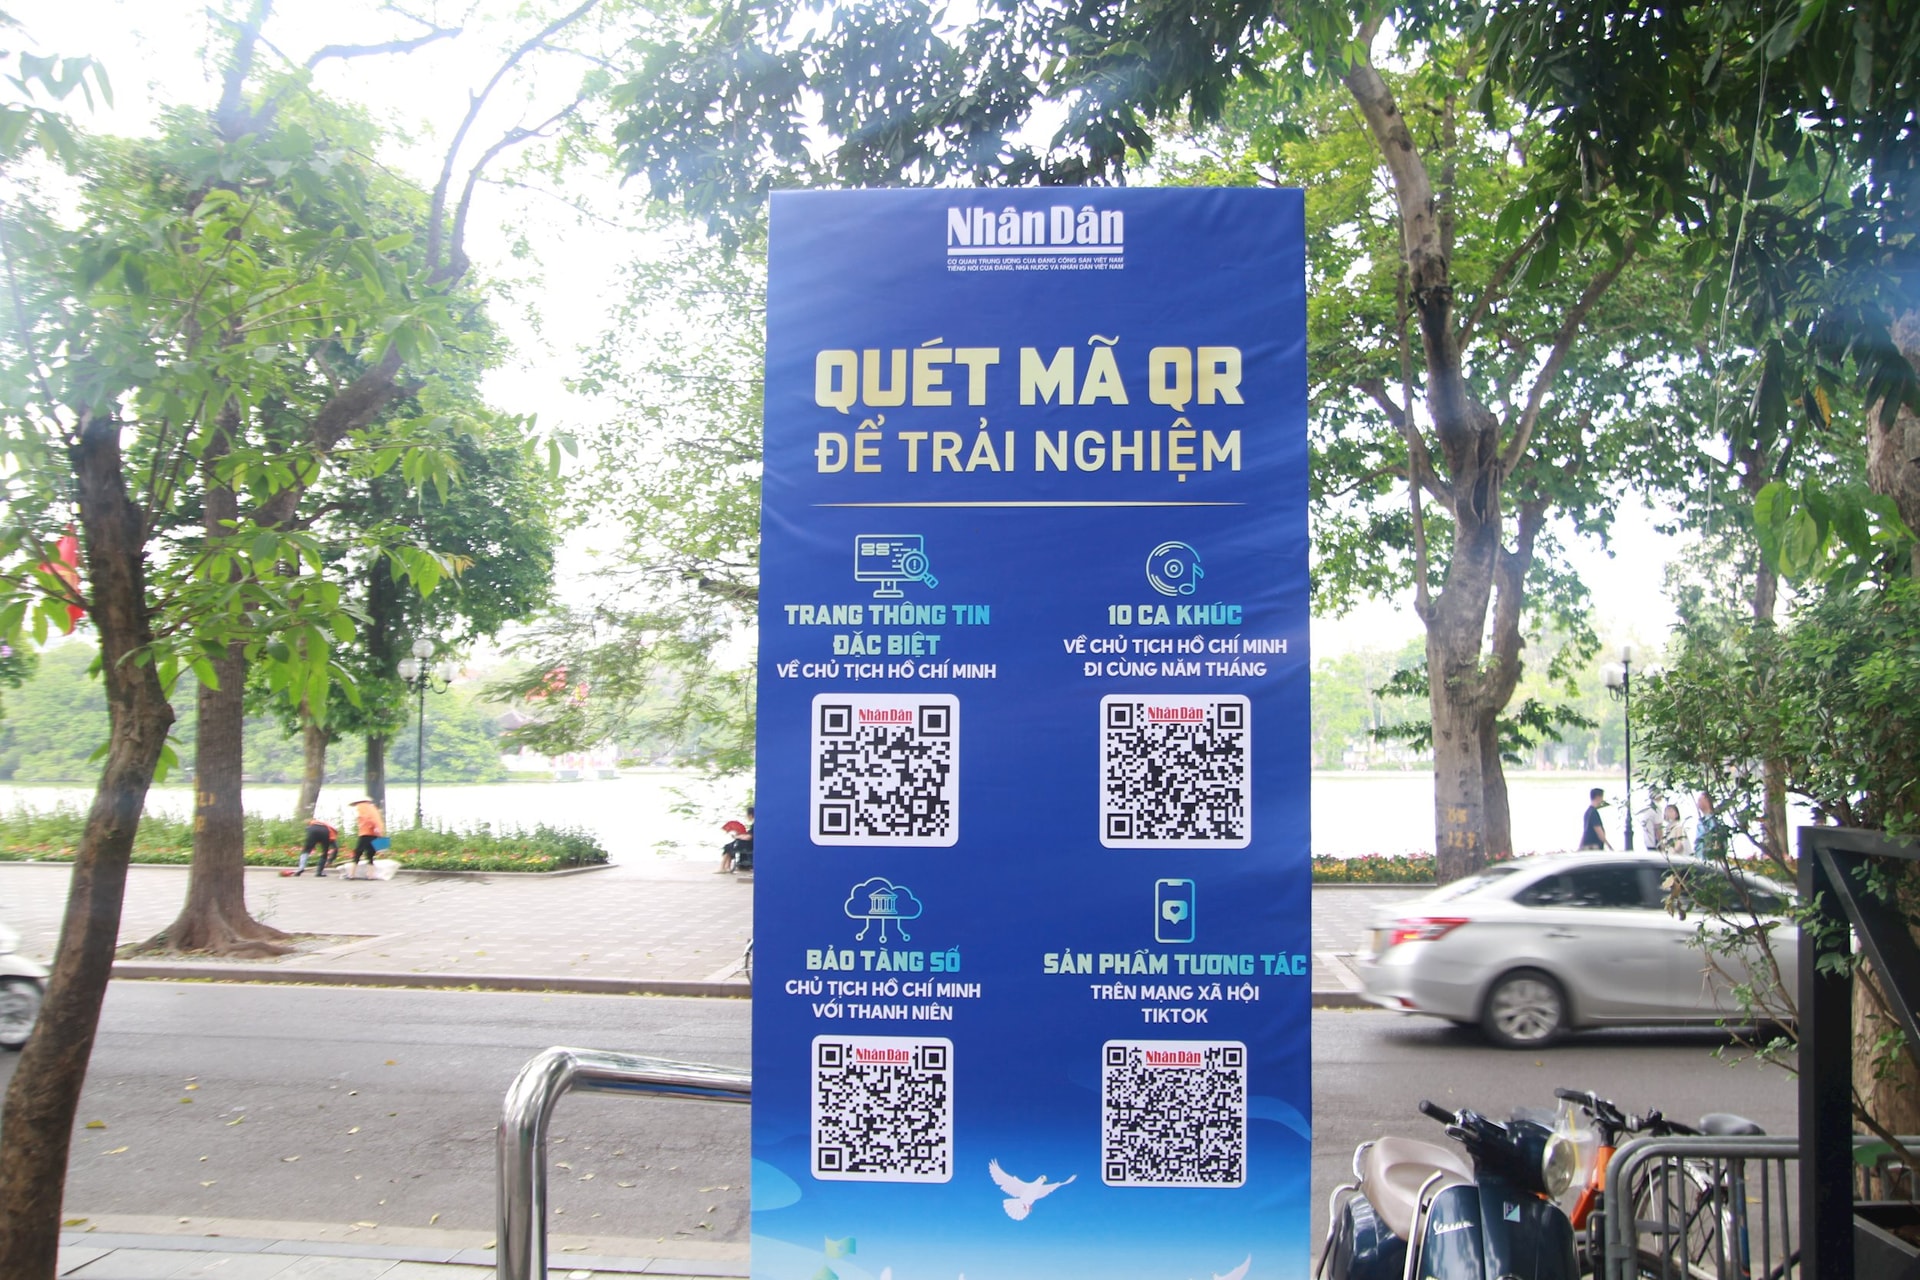 Nhân Dân
CƠ QUAN TRUNG ƯƠNG CỦA ĐẢNG CỘNG SẢN VIỆT NAM
TIẾNG NÓI CỦA ĐẢNG, NHÀ NƯỚC VÀ NHÂN DÂN VIỆT NAM
QUÉT MÃ QR
ĐỂ TRẢI NGHIỆM
TRANG THÔNG TIN
ĐẶC BIỆT
VỀ CHỦ TỊCH HỒ CHÍ MINH
Nhân Dân
10 CA KHÚC
VỀ CHỦ TỊCH HỒ CHÍ MINH
ĐI CÙNG NĂM THÁNG
Nhân Dân
BẢO TÀNG SỐ
CHỦ TỊCH HỒ CHÍ MINH
VỚI THANH NIÊN
Nhân Dân
SẢN PHẨM TƯƠNG TÁC
TRÊN MẠNG XÃ HỘI
TIKTOK
Nhân Dân
Vespa